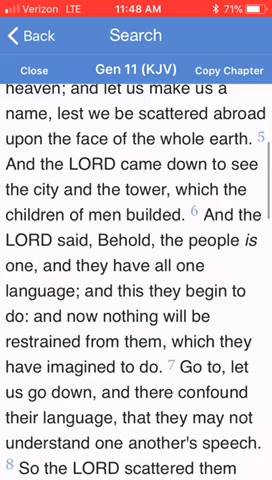 Verizon LTE 11:48 AM 71%
Back Search
Close Gen 11 (KJV) Copy Chapter
heaven; and let us make us a
name, lest we be scattered abroad
upon the face of the whole earth. 5
And the LORD came down to see
the city and the tower, which the
children of men builded. 6 And the
LORD said, Behold, the people is
one, and they have all one
language; and this they begin to
do: and now nothing will be
restrained from them, which they
have imagined to do. 7 Go to, let
us go down, and there confound
their language, that they may not
understand one another's speech.
8 So the LORD scattered them